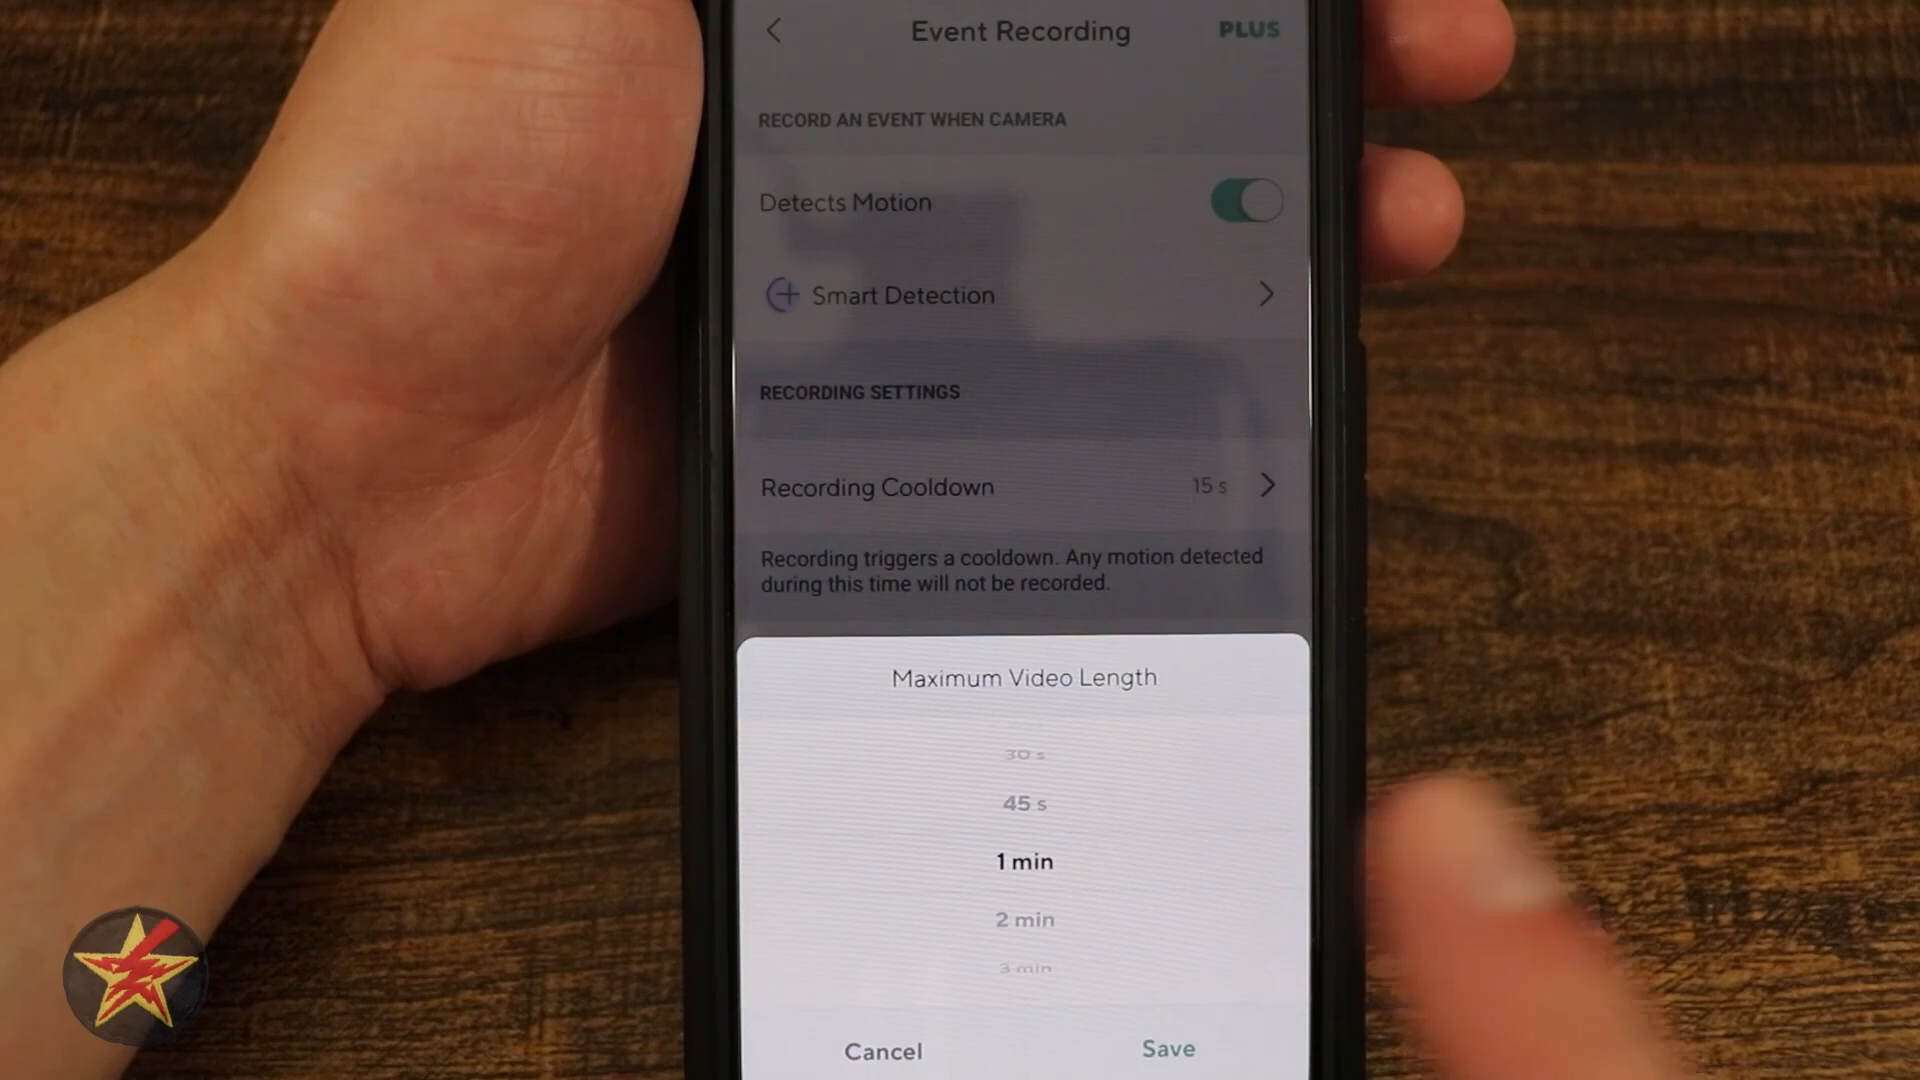 Event Recording PLUS
RECORD AN EVENT WHEN CAMERA
Detects Motion
Smart Detection
RECORDING SETTINGS
Recording Cooldown 15 s
Recording triggers a cooldown. Any motion detected
during this time will not be recorded.
Maximum Video Length
30 s
45 s
1 min
2 min
3 min
Cancel Save